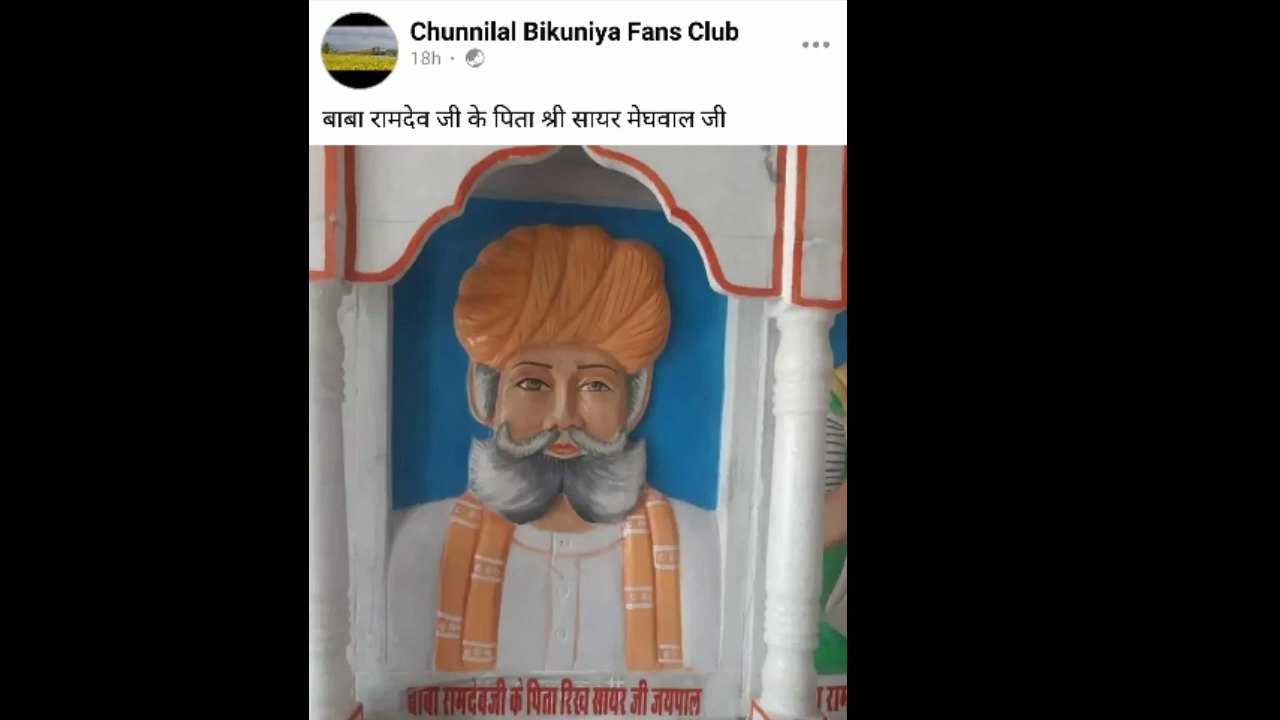 Chunnilal Bikuniya Fans Club
18h
बाबा रामदेव जी के पिता श्री सायर मेघवाल जी
बाबा रामदेवजी के पिता रिख सायर जी जयपाल